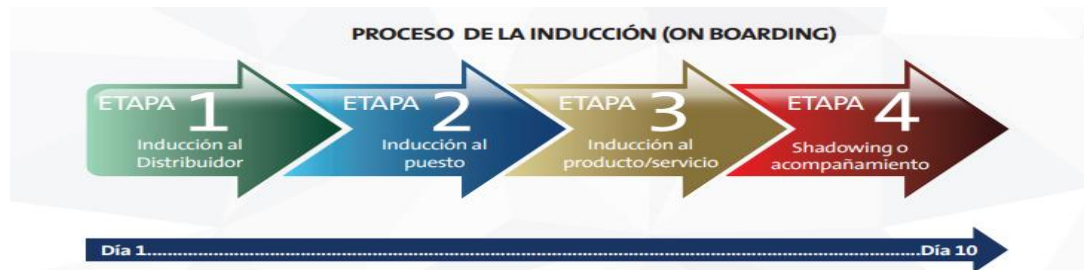 PROCESO DE LA INDUCCIÓN (ON BOARDING)
ETAPA 1
Inducción al
Distribuidor
ETAPA 2
Inducción al
puesto
ETAPA 3
Inducción al
producto/servicio
ETAPA 4
Shadowing o
acompañamiento
Día 1........................................................................................................................Día 10